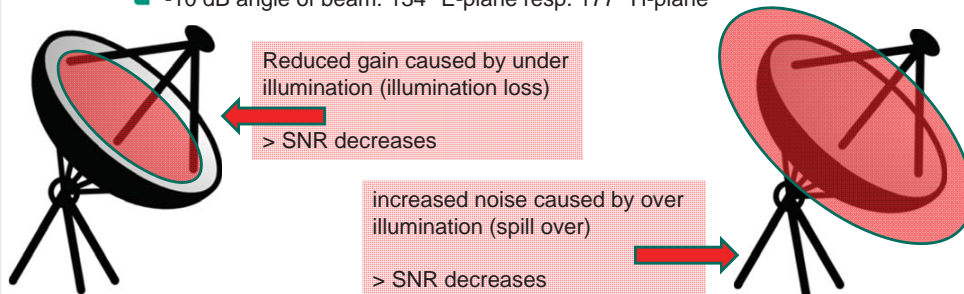 -10 dB angle of beam: 134° E-plane resp. 177° H-plane
Reduced gain caused by under
illumination (illumination loss)
> SNR decreases
increased noise caused by over
illumination (spill over)
> SNR decreases